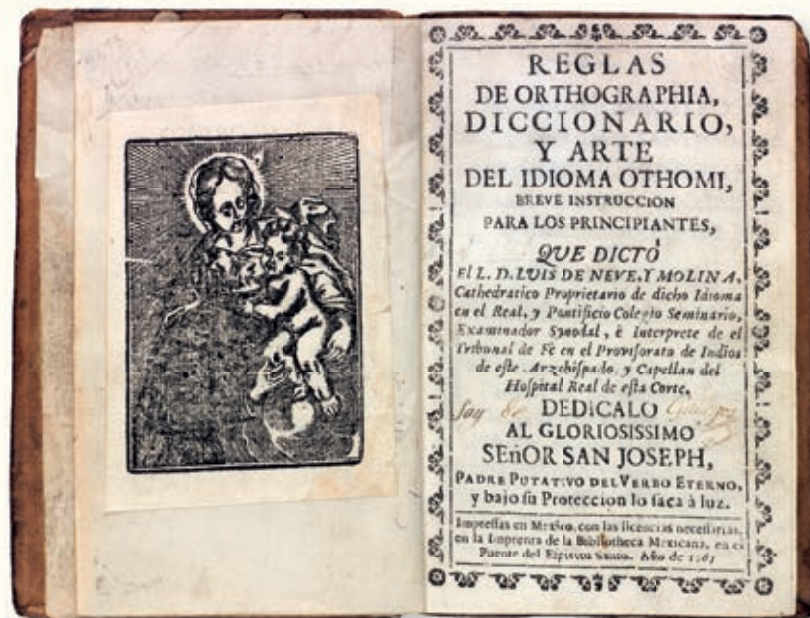 REGLAS
DE ORTHOGRAPHIA,
DICCIONARIO,
Y ARTE
DEL IDIOMA OTHOMI,
BREVE INSTRUCCION
PARA LOS PRINCIPIANTES,
QUE DICTÓ
El L. D. LUIS DE NEVE, Y MOLINA,
Cathedratico Proprietario de dicho Idioma
en el Real, y Pontificio Colegio Seminario,
Examinador Synodal, è Interprete de el
Tribunal de Fè en el Provisorato de Indios
de este Arzobispado, y Capellan del
Hospital Real de esta Corte,
Soy de
DEDICALO
AL GLORIOSISSIMO
SEñOR SAN JOSEPH,
PADRE PUTATIVO DEL VERBO ETERNO,
y bajo su Proteccion lo saca à luz.
Impressas en Mexico, con las licencias necessarias,
en la Imprenta de la Bibliotheca Mexicana, en el
Puente del Espiritu Santo. Año de